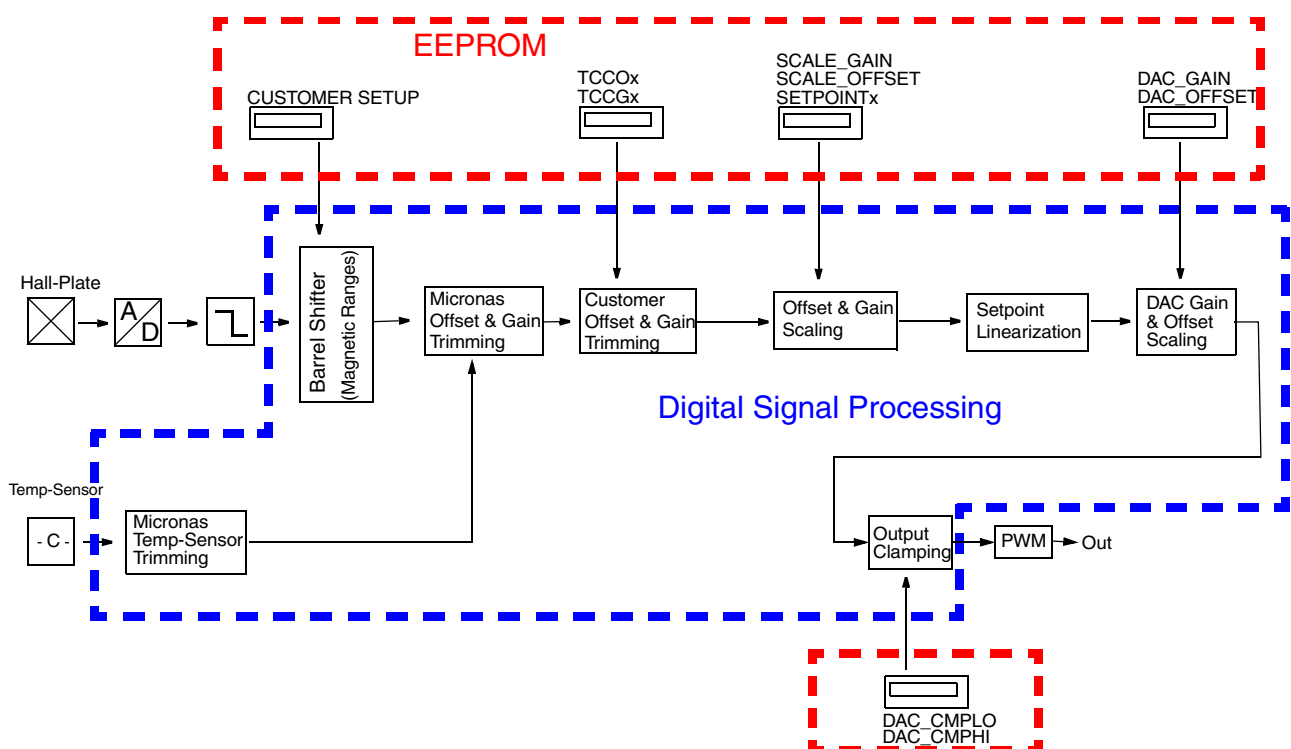 EEPROM
CUSTOMER SETUP
TCCOx
TCCGx
SCALE_GAIN
SCALE_OFFSET
SETPOINTx
DAC_GAIN
DAC_OFFSET
Hall-Plate
A
D
Barrel Shifter
(Magnetic Ranges)
Micronas
Offset & Gain
Trimming
Customer
Offset & Gain
Trimming
Offset & Gain
Scaling
Setpoint
Linearization
DAC Gain
& Offset
Scaling
Digital Signal Processing
Temp-Sensor
- C -
Micronas
Temp-Sensor
Trimming
Output
Clamping
PWM
Out
DAC_CMPLO
DAC_CMPHI